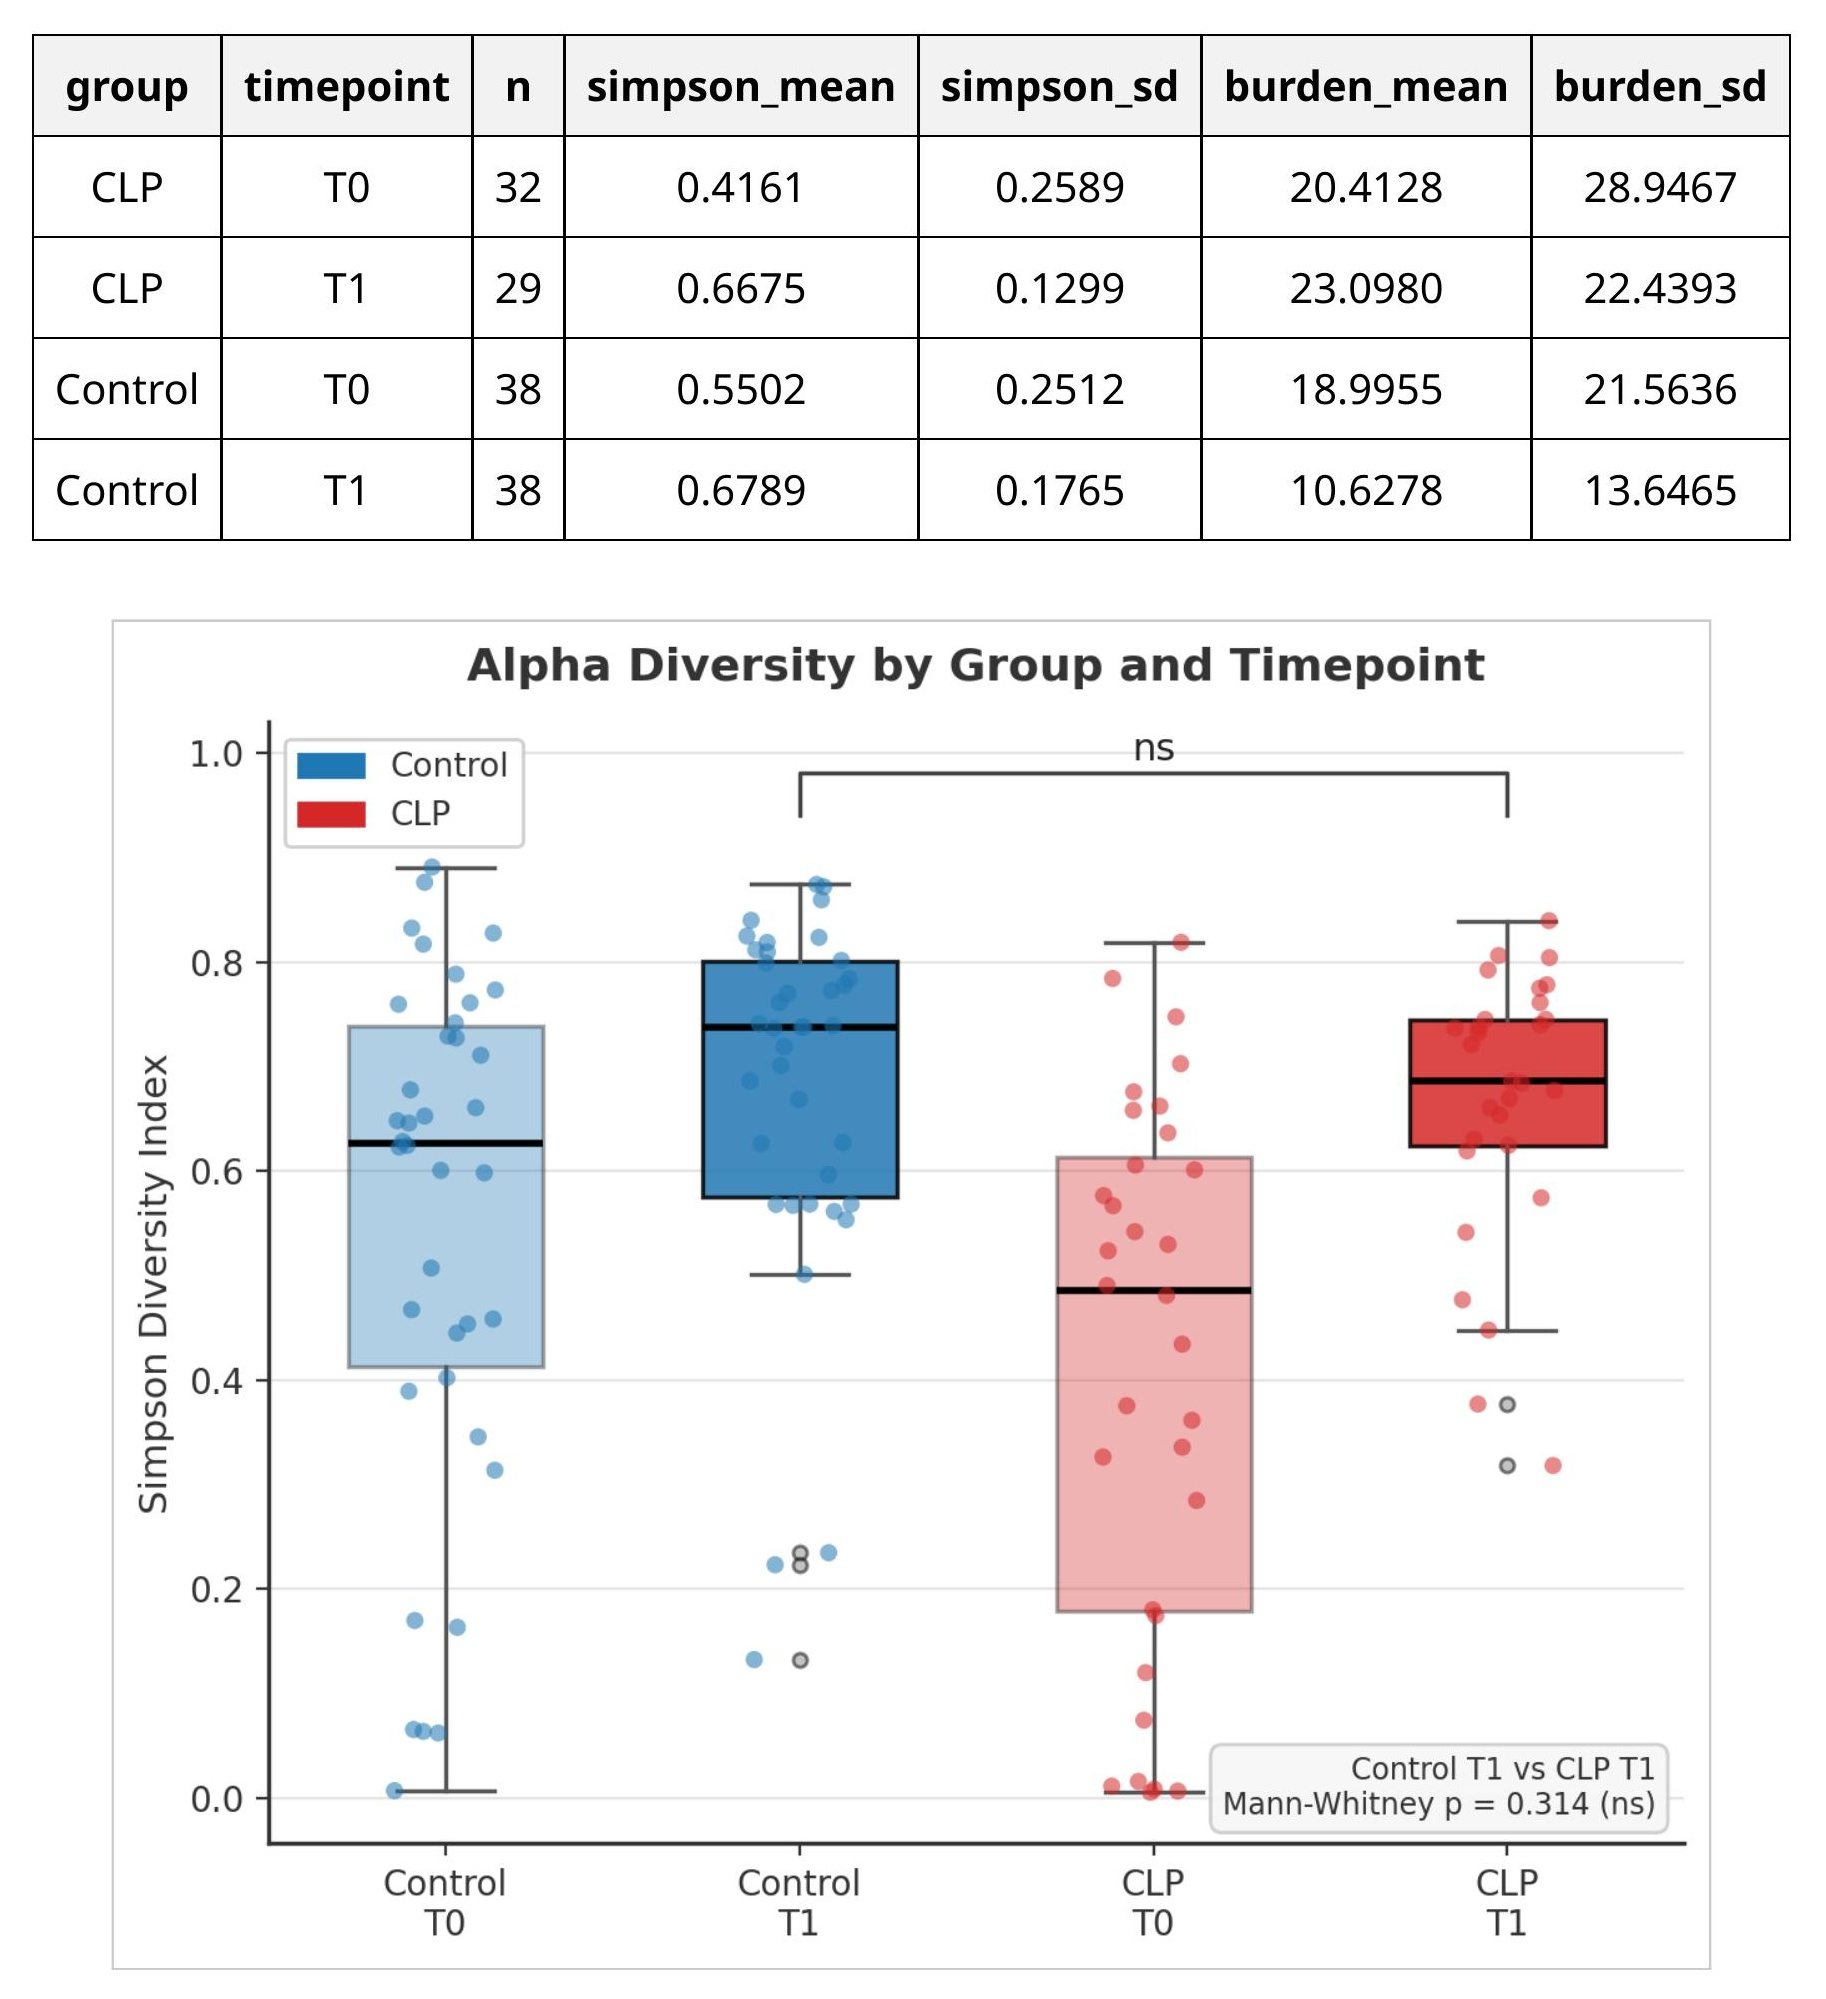 group timepoint n simpson_mean simpson_sd burden_mean burden_sd
CLP T0 32 0.4161 0.2589 20.4128 28.9467
CLP T1 29 0.6675 0.1299 23.0980 22.4393
Control T0 38 0.5502 0.2512 18.9955 21.5636
Control T1 38 0.6789 0.1765 10.6278 13.6465
Alpha Diversity by Group and Timepoint
Control
CLP
ns
Simpson Diversity Index
1.0
0.8
0.6
0.4
0.2
0.0
Control T1 vs CLP T1
Mann-Whitney p = 0.314 (ns)
Control
T0
Control
T1
CLP
T0
CLP
T1